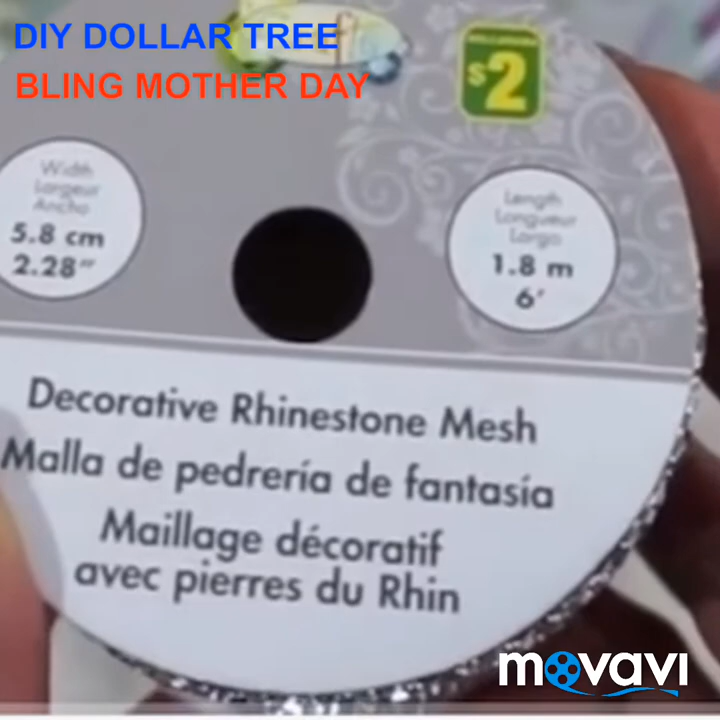 DIY DOLLAR TREE
BLING MOTHER DAY
$2
Width
Largeur
Ancho
5.8 cm
2.28"
Length
Longueur
Largo
1.8 m
6'
Decorative Rhinestone Mesh
Malla de pedrería de fantasía
Maillage décoratif
avec pierres du Rhin
movavi